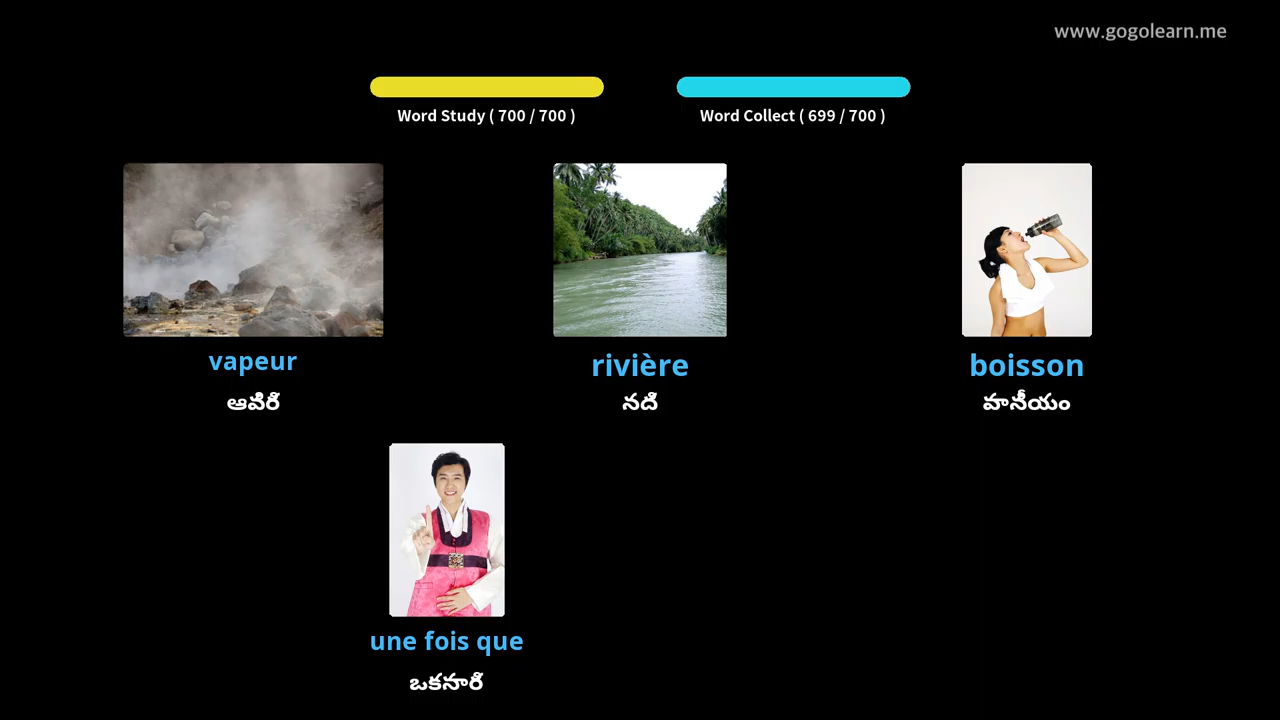 www.gogolearn.me
Word Study ( 700 / 700 )
Word Collect ( 699 / 700 )
vapeur
rivière
boisson
ఆవిరి
నది
పానీయం
une fois que
ఒకసారి